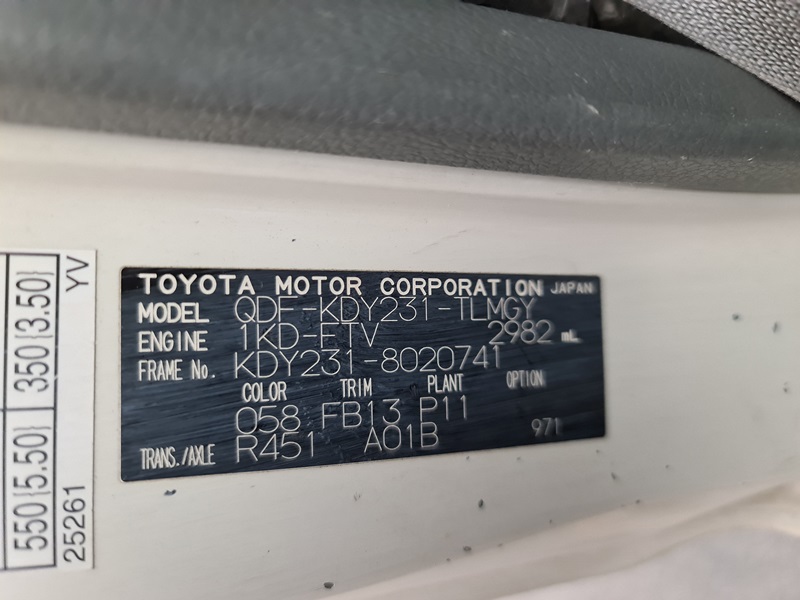 TOYOTA MOTOR CORPORATION JAPAN
MODEL QDF-KDY231-TLMGY
ENGINE 1KD-FTV 2982 mL
FRAME No. KDY231-8020741
COLOR TRIM PLANT OPTION
058 FB13 P11
TRANS./AXLE R451 A01B 971
550{5.50} 350{3.50}
25261 YV